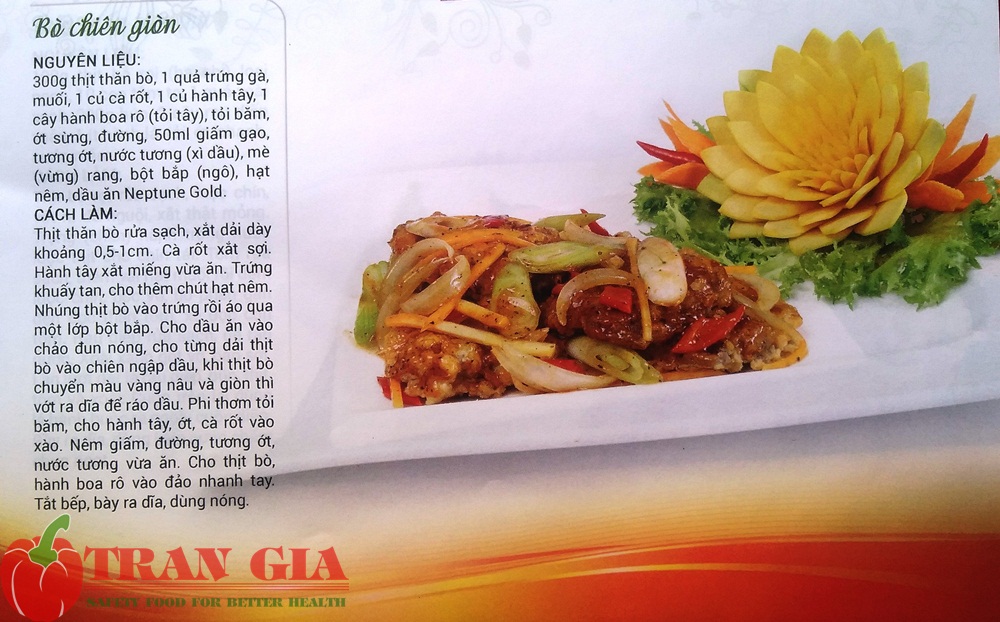 Bò chiên giòn
NGUYÊN LIỆU:
300g thịt thăn bò, 1 quả trứng gà,
muối, 1 củ cà rốt, 1 củ hành tây, 1
cây hành boa rô (tỏi tây), tỏi băm,
ớt sừng, đường, 50ml giấm gạo,
tương ớt, nước tương (xì dầu), mè
(vừng) rang, bột bắp (ngô), hạt
nêm, dầu ăn Neptune Gold.
CÁCH LÀM:
Thịt thăn bò rửa sạch, xắt dải dày
khoảng 0,5-1cm. Cà rốt xắt sợi.
Hành tây xắt miếng vừa ăn. Trứng
khuấy tan, cho thêm chút hạt nêm.
Nhúng thịt bò vào trứng rồi áo qua
một lớp bột bắp. Cho dầu ăn vào
chảo đun nóng, cho từng dải thịt
bò vào chiên ngập dầu, khi thịt bò
chuyển màu vàng nâu và giòn thì
vớt ra dĩa để ráo dầu. Phi thơm tỏi
băm, cho hành tây, ớt, cà rốt vào
xào. Nêm giấm, đường, tương ớt,
nước tương vừa ăn. Cho thịt bò,
hành boa rô vào đảo nhanh tay.
Tắt bếp, bày ra dĩa, dùng nóng.
TRAN GIA
FOOD FOR BETTER HEALTH